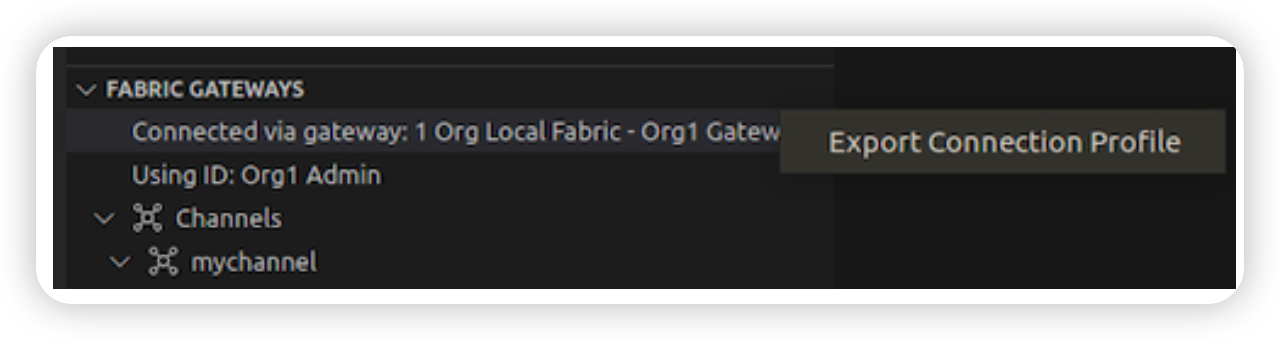 FABRIC GATEWAYS
Connected via gateway: 1 Org Local Fabric - Org1 Gatew
Export Connection Profile
Using ID: Org1 Admin
Channels
mychannel